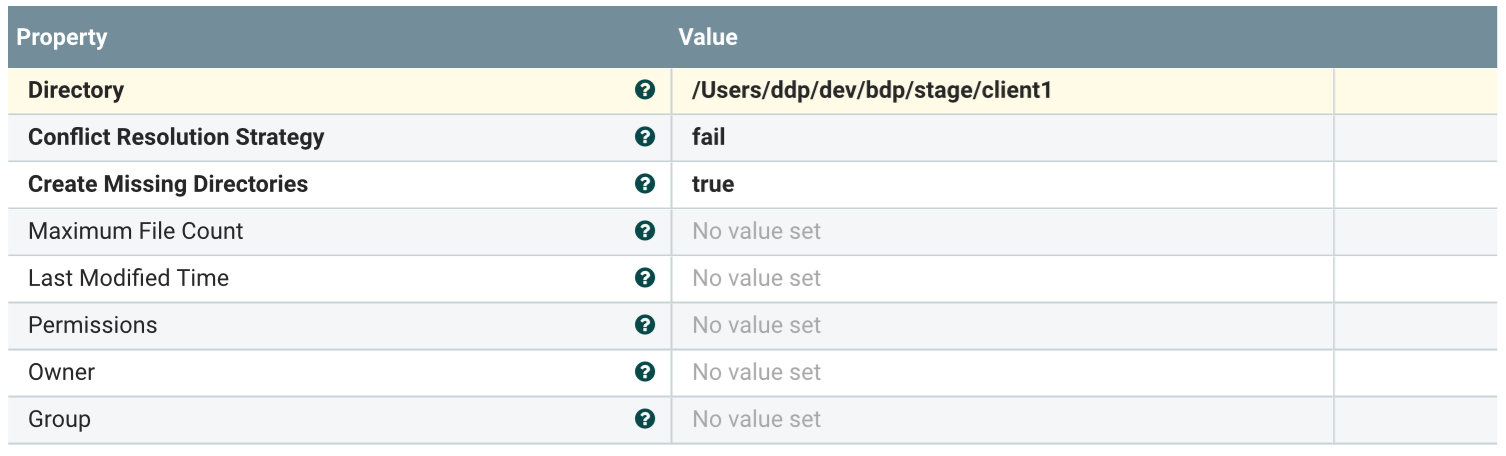 Property Value
Directory ? /Users/ddp/dev/bdp/stage/client1
Conflict Resolution Strategy ? fail
Create Missing Directories ? true
Maximum File Count ? No value set
Last Modified Time ? No value set
Permissions ? No value set
Owner ? No value set
Group ? No value set